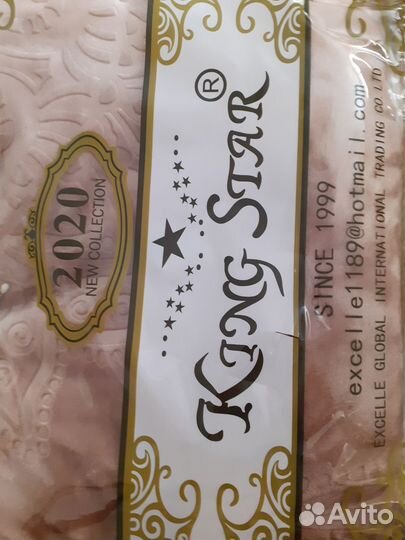 2020
NEW COLLECTION
KING STAR®
SINCE 1999
excelle1189@hotmail.com
EXCELLE GLOBAL INTERNATIONAL TRADING CO LTD
Avito